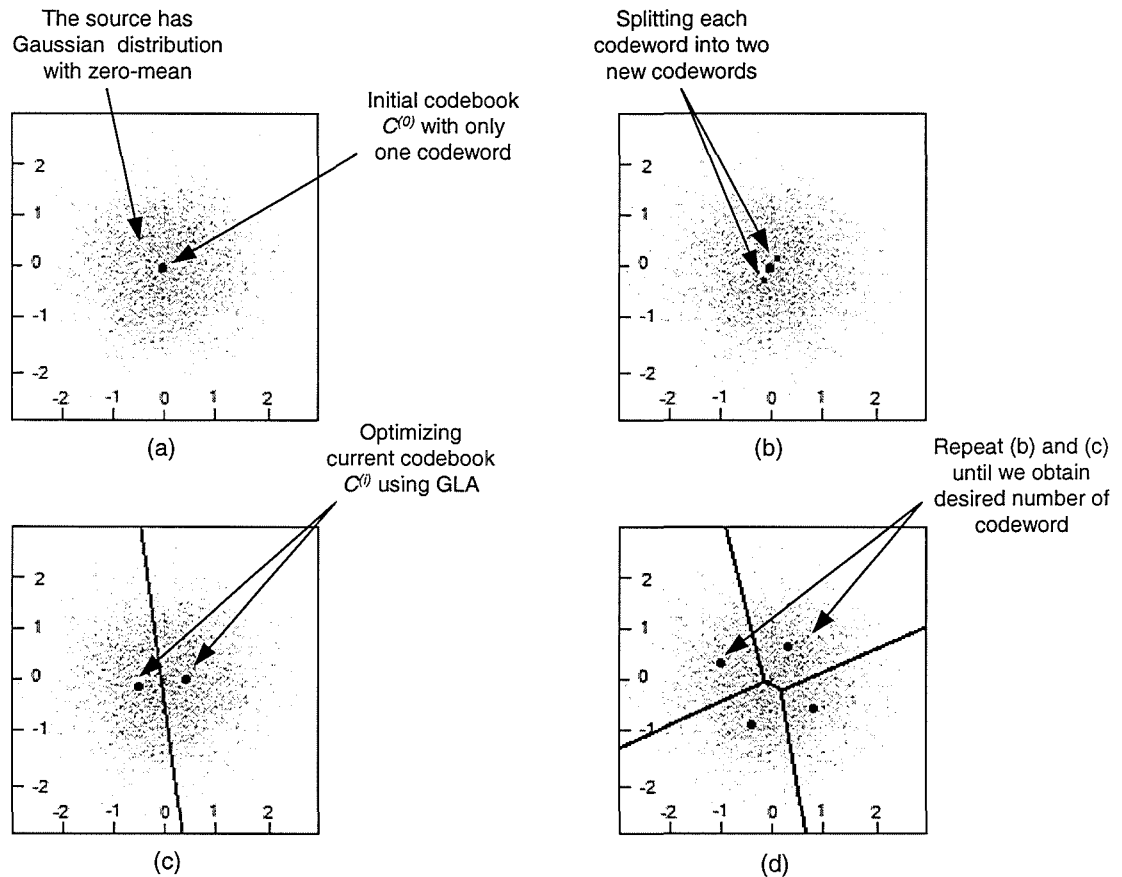 The source has
Gaussian distribution
with zero-mean
Initial codebook
C(0) with only
one codeword
2
1
0
-1
-2
-2 -1 0 1 2
(a)
Splitting each
codeword into two
new codewords
2
1
0
-1
-2
-2 -1 0 1 2
(b)
Optimizing
current codebook
C(i) using GLA
2
1
0
-1
-2
-2 -1 0 1 2
(c)
Repeat (b) and (c)
until we obtain
desired number of
codeword
2
1
0
-1
-2
-2 -1 0 1 2
(d)